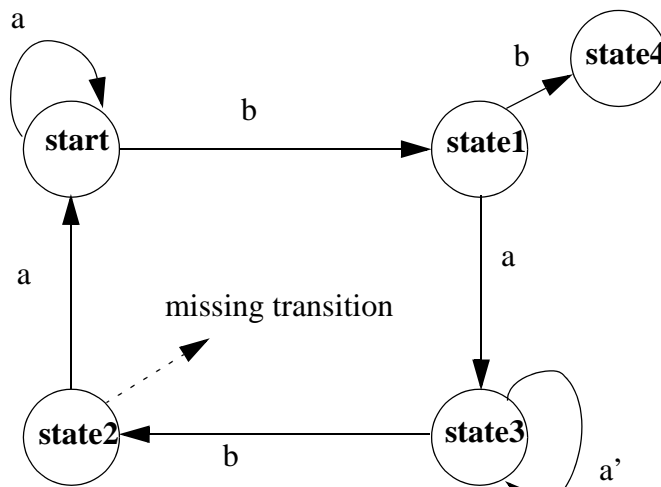 a
state4
b
b
start
state1
a
a
missing transition
state2
state3
b
a’